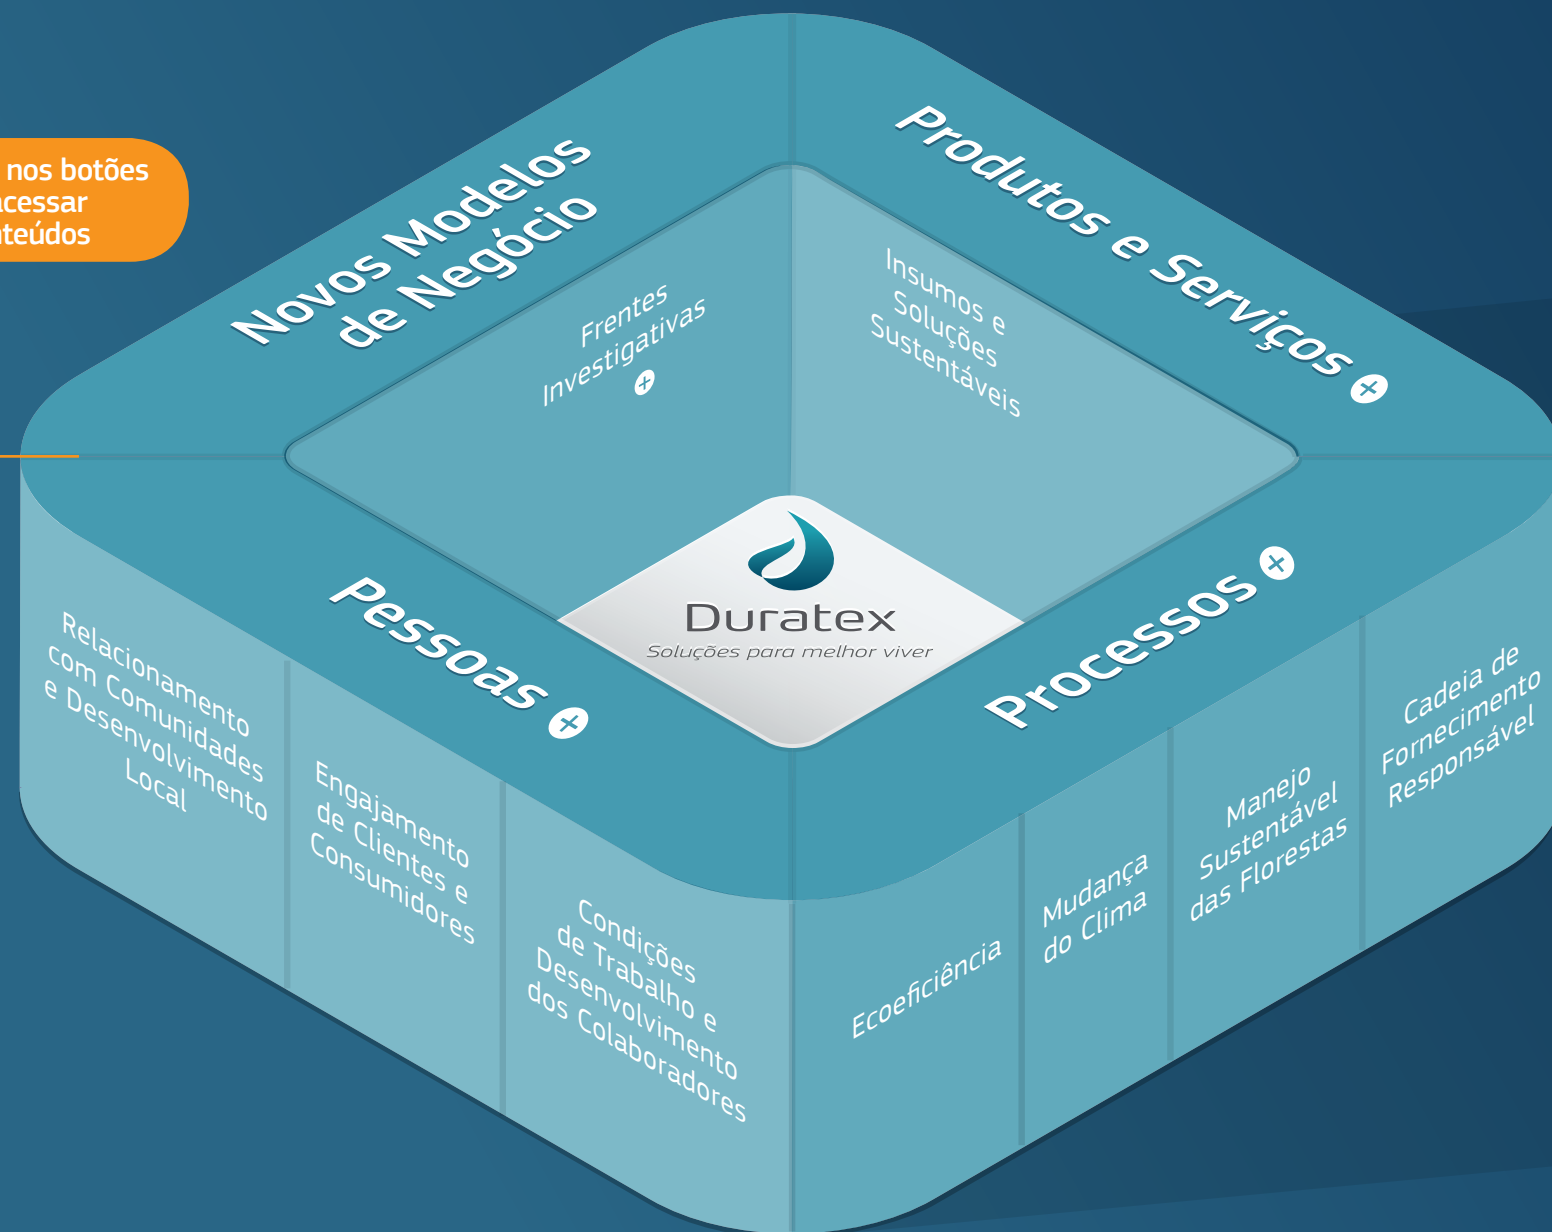 nos botões
acessar
Novos Modelos
de Negócio
Produtos e Serviços
Frentes
Investigativas
Insumos e
Soluções
Sustentáveis
Duratex
Soluções para melhor viver
Pessoas
Processos
Relacionamento
com Comunidades
e Desenvolvimento
Local
Engajamento
de Clientes e
Consumidores
Condições
de Trabalho e
Desenvolvimento
dos Colaboradores
Ecoeficiência
Mudança
do Clima
Manejo
Sustentável
das Florestas
Cadeia de
Fornecimento
Responsável